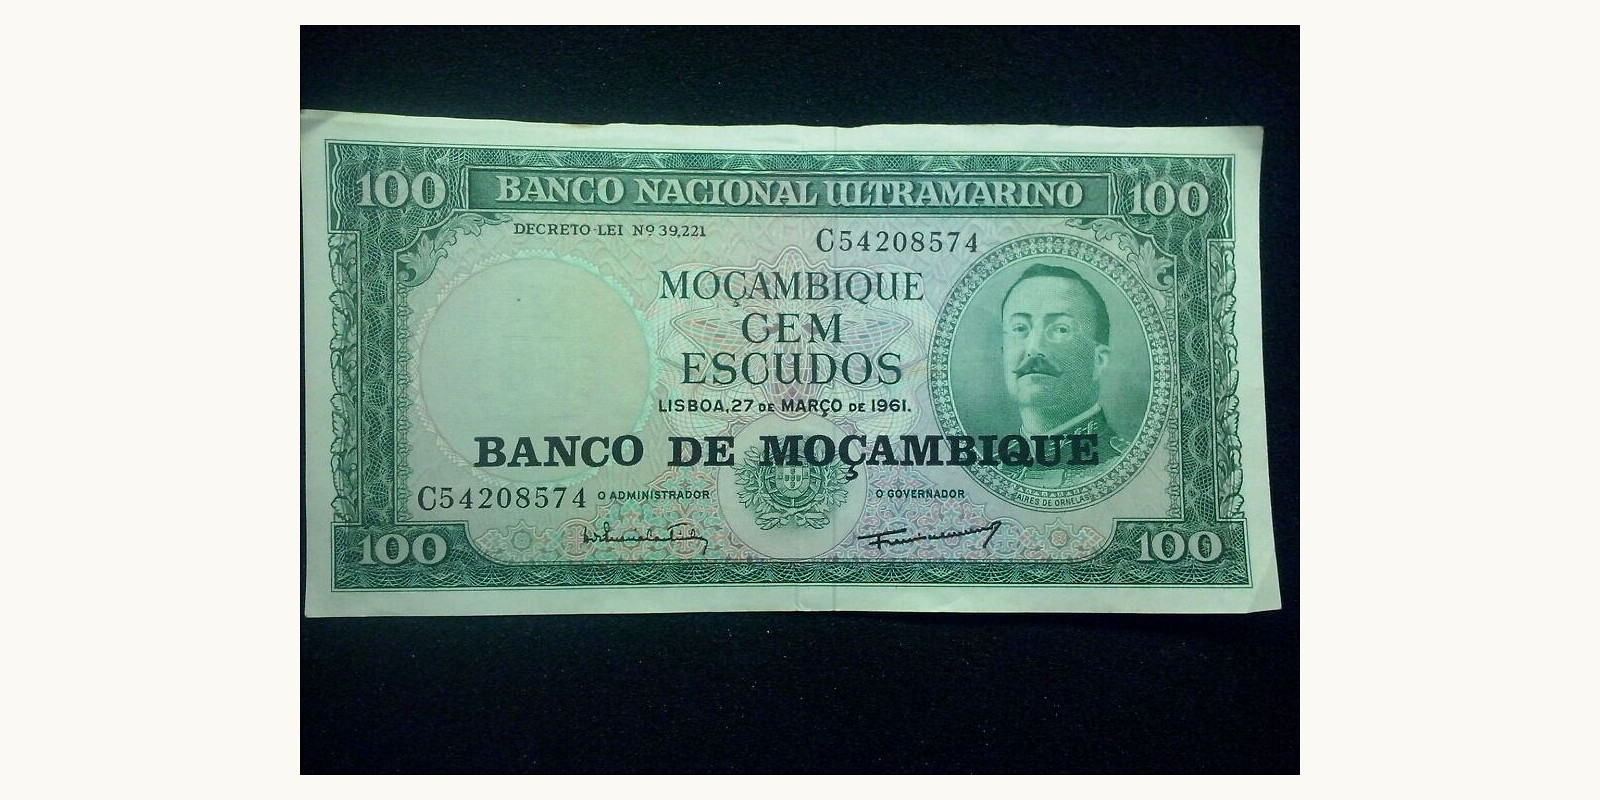 100 BANCO NACIONAL ULTRAMARINO 100
DECRETO-LEI Nº 39,221
C54208574
MOÇAMBIQUE
CEM
ESCUDOS
LISBOA, 27 DE MARÇO DE 1961.
BANCO DE MOÇAMBIQUE
C54208574 O ADMINISTRADOR O GOVERNADOR
AIRES DE ORNELAS
100 100